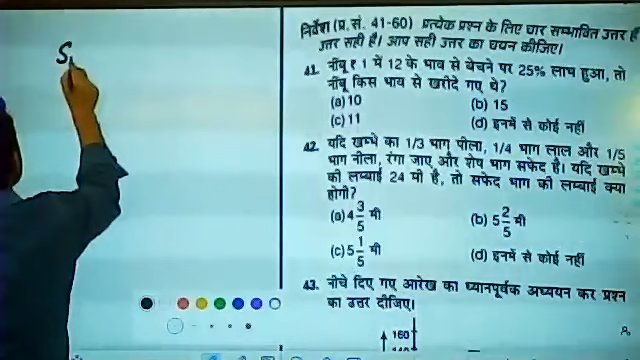 S
निर्देश (प्र.सं. 41-60) प्रत्येक प्रश्न के लिए चार सम्भावित उत्तर हैं
उत्तर सही है। आप सही उत्तर का चयन कीजिए।
41. नींबू ₹ 1 में 12 के भाव से बेचने पर 25% लाभ हुआ, तो
नींबू किस भाव से खरीदे गए थे?
(a) 10 (b) 15
(c) 11 (d) इनमें से कोई नहीं
42. यदि खम्भे का 1/3 भाग पीला, 1/4 भाग लाल और 1/5
भाग नीला, रंगा जाए और शेष भाग सफेद है। यदि खम्भे
की लम्बाई 24 मी है, तो सफेद भाग की लम्बाई क्या
होगी?
(a) 4 3/5 मी (b) 5 2/5 मी
(c) 5 1/5 मी (d) इनमें से कोई नहीं
43. नीचे दिए गए आरेख का ध्यानपूर्वक अध्ययन कर प्रश्न
का उत्तर दीजिए।
160